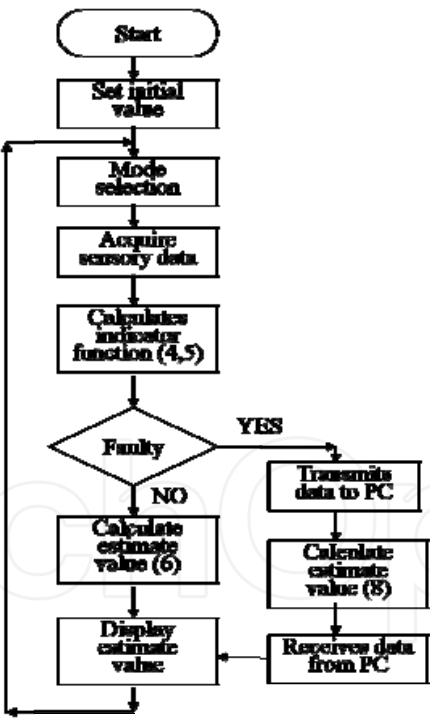 Start
Set initial
value
Mode
selection
Acquire
sensory data
Calculates
indicator
function (4,5)
Faulty
YES
NO
Transmits
data to PC
Calculate
estimate
value (6)
Calculate
estimate
value (8)
Display
estimate
value
Receives data
from PC